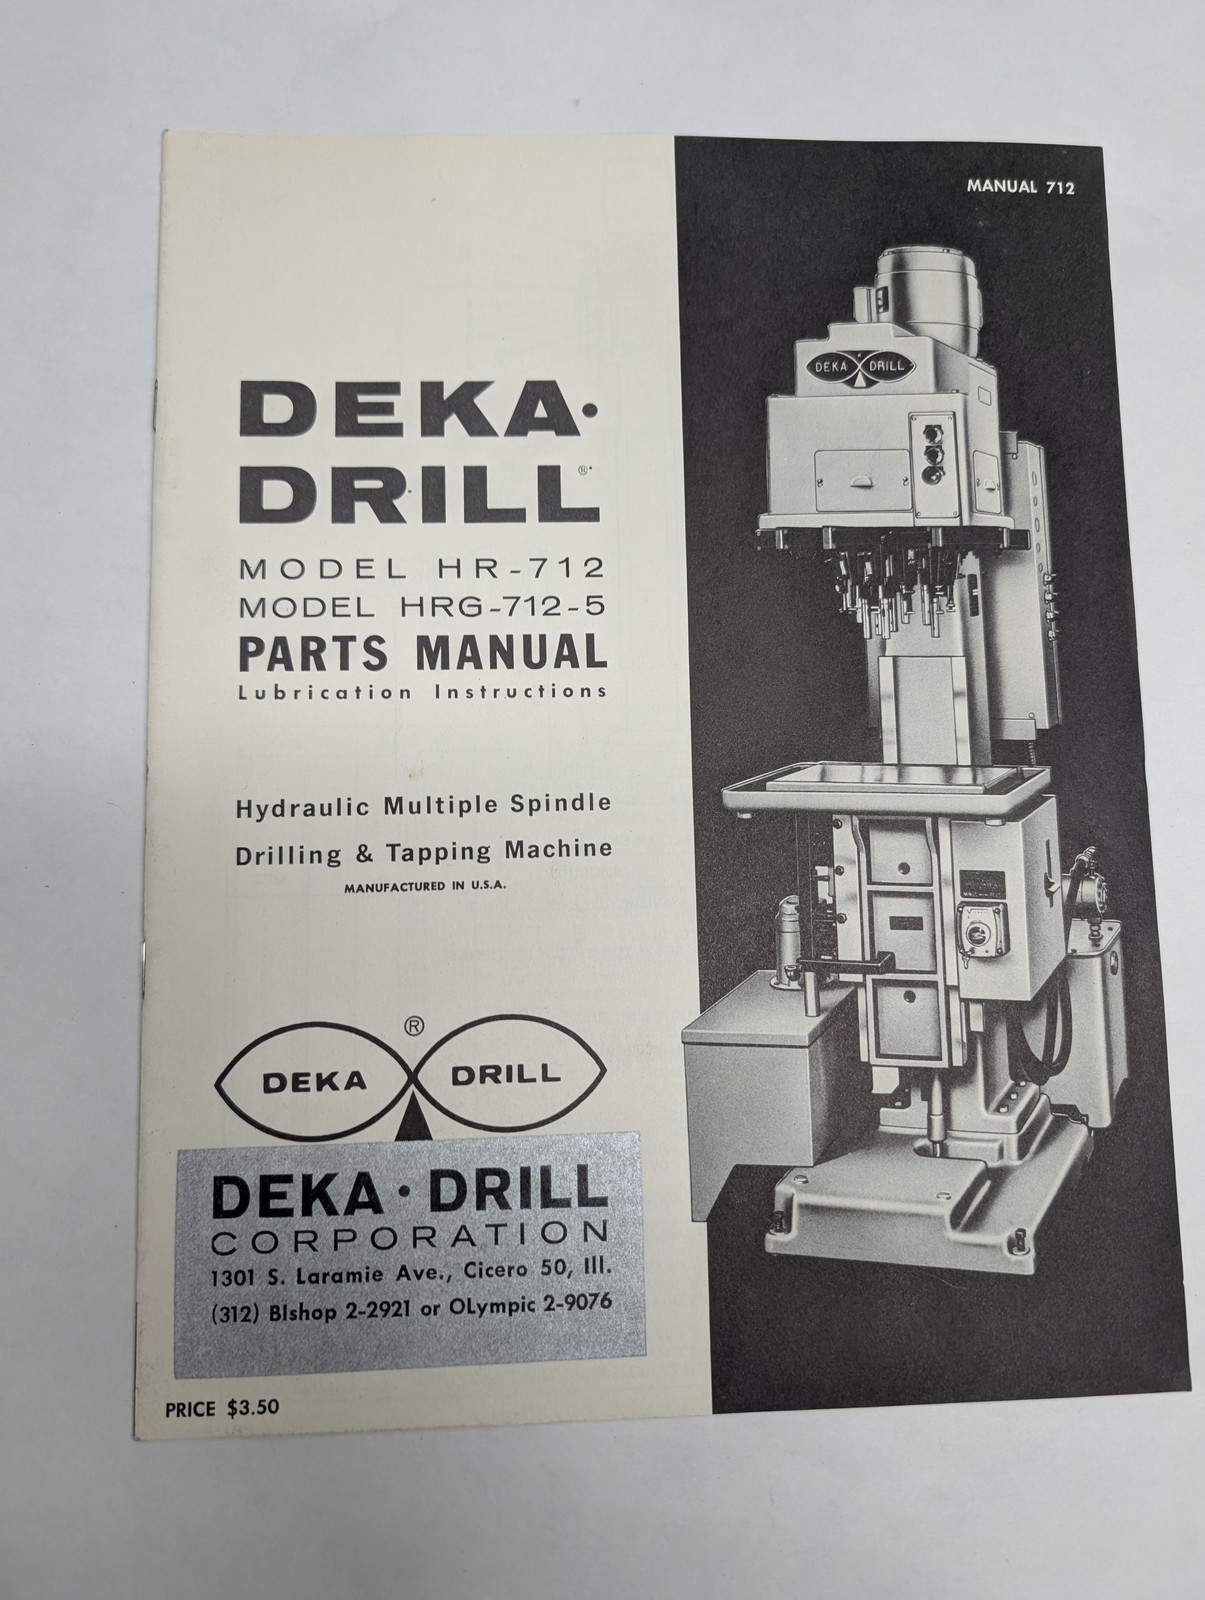 MANUAL 712
DEKA DRILL
DEKA•
DRILL®
MODEL HR-712
MODEL HRG-712-5
PARTS MANUAL
Lubrication Instructions
Hydraulic Multiple Spindle
Drilling & Tapping Machine
MANUFACTURED IN U.S.A.
®
DEKA DRILL
DEKA • DRILL
CORPORATION
1301 S. Laramie Ave., Cicero 50, Ill.
(312) BIshop 2-2921 or OLympic 2-9076
PRICE $3.50